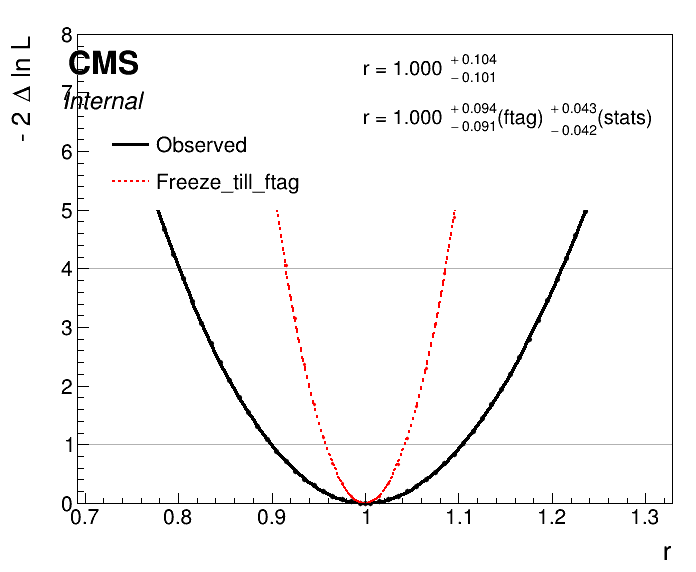 - 2 Δ ln L
8
CMS
7
Internal
r = 1.000 + 0.104 - 0.101
r = 1.000 + 0.094 - 0.091 (ftag) + 0.043 - 0.042 (stats)
Observed
Freeze_till_ftag
6
5
4
3
2
1
0
0.7 0.8 0.9 1 1.1 1.2 1.3
r